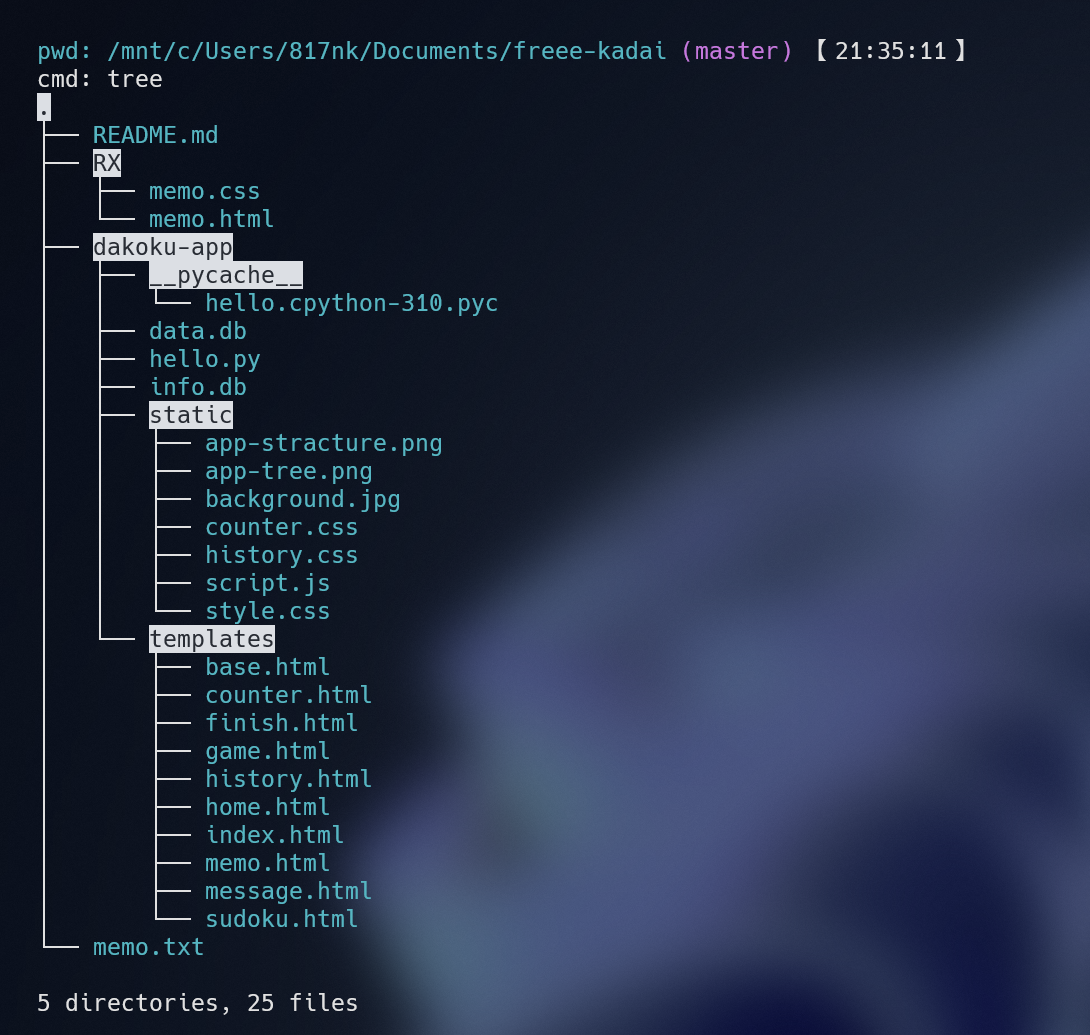 pwd: /mnt/c/Users/817nk/Documents/freee-kadai (master) 【 21:35:11 】
cmd: tree
.
├── README.md
├── RX
│   ├── memo.css
│   └── memo.html
├── dakoku-app
│   ├── __pycache__
│   │   └── hello.cpython-310.pyc
│   ├── data.db
│   ├── hello.py
│   ├── info.db
│   ├── static
│   │   ├── app-stracture.png
│   │   ├── app-tree.png
│   │   ├── background.jpg
│   │   ├── counter.css
│   │   ├── history.css
│   │   ├── script.js
│   │   └── style.css
│   └── templates
│       ├── base.html
│       ├── counter.html
│       ├── finish.html
│       ├── game.html
│       ├── history.html
│       ├── home.html
│       ├── index.html
│       ├── memo.html
│       ├── message.html
│       └── sudoku.html
└── memo.txt
5 directories, 25 files